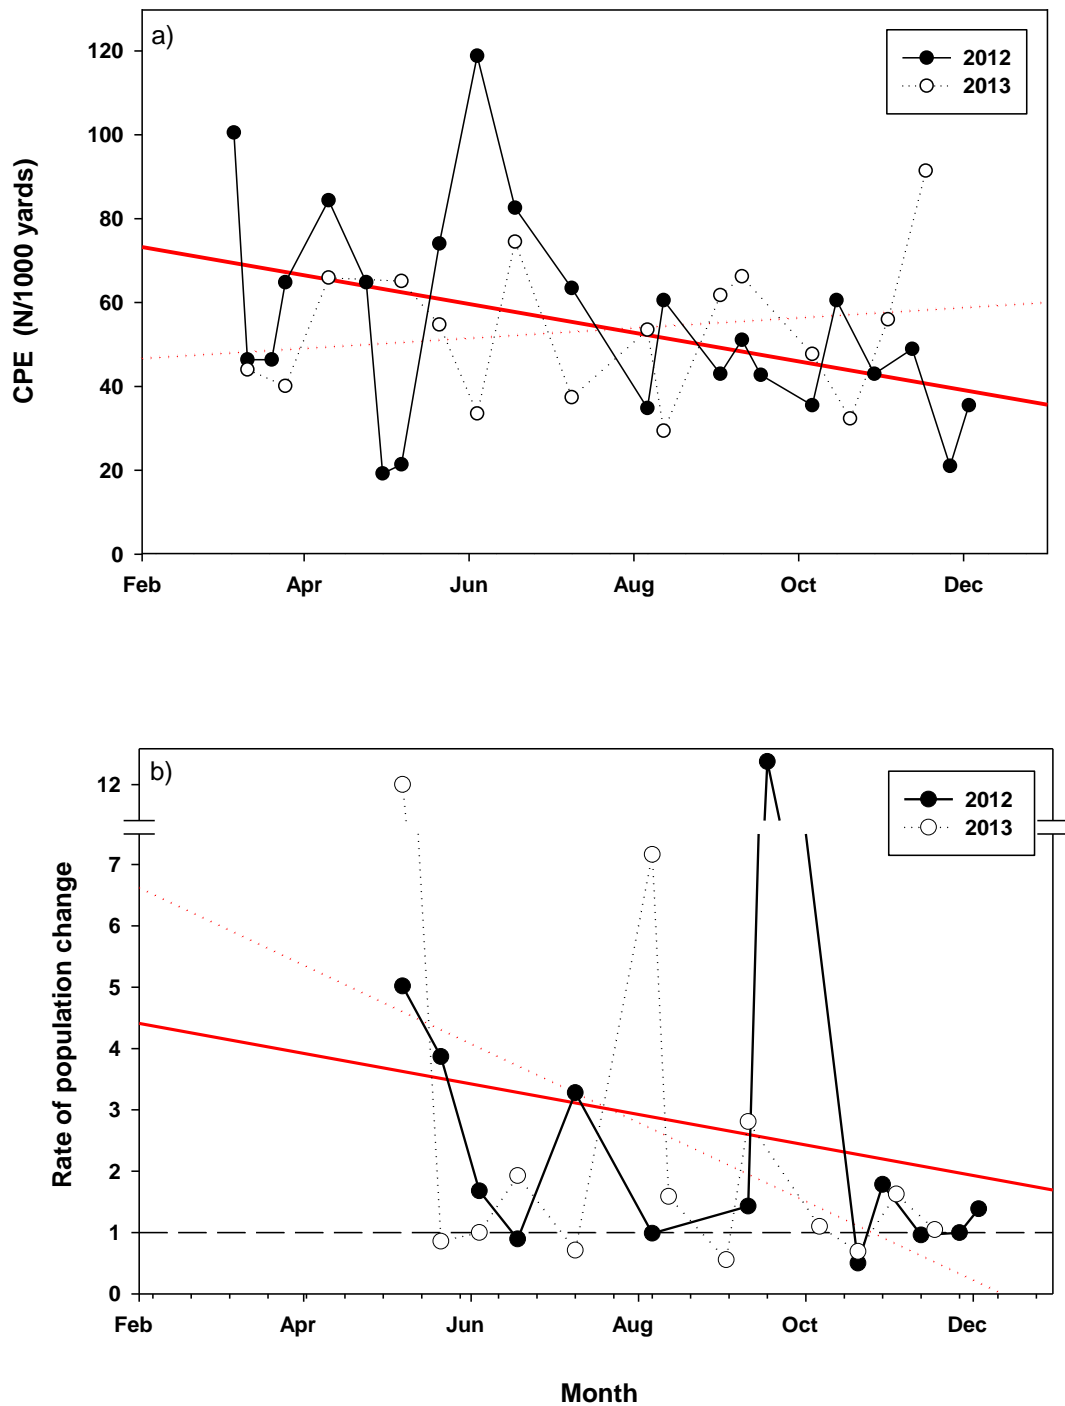 a)
2012
2013
120
100
80
60
40
20
0
CPE (N/1000 yards)
Feb Apr Jun Aug Oct Dec
b)
2012
2013
12
7
6
5
4
3
2
1
0
Rate of population change
Feb Apr Jun Aug Oct Dec
Month